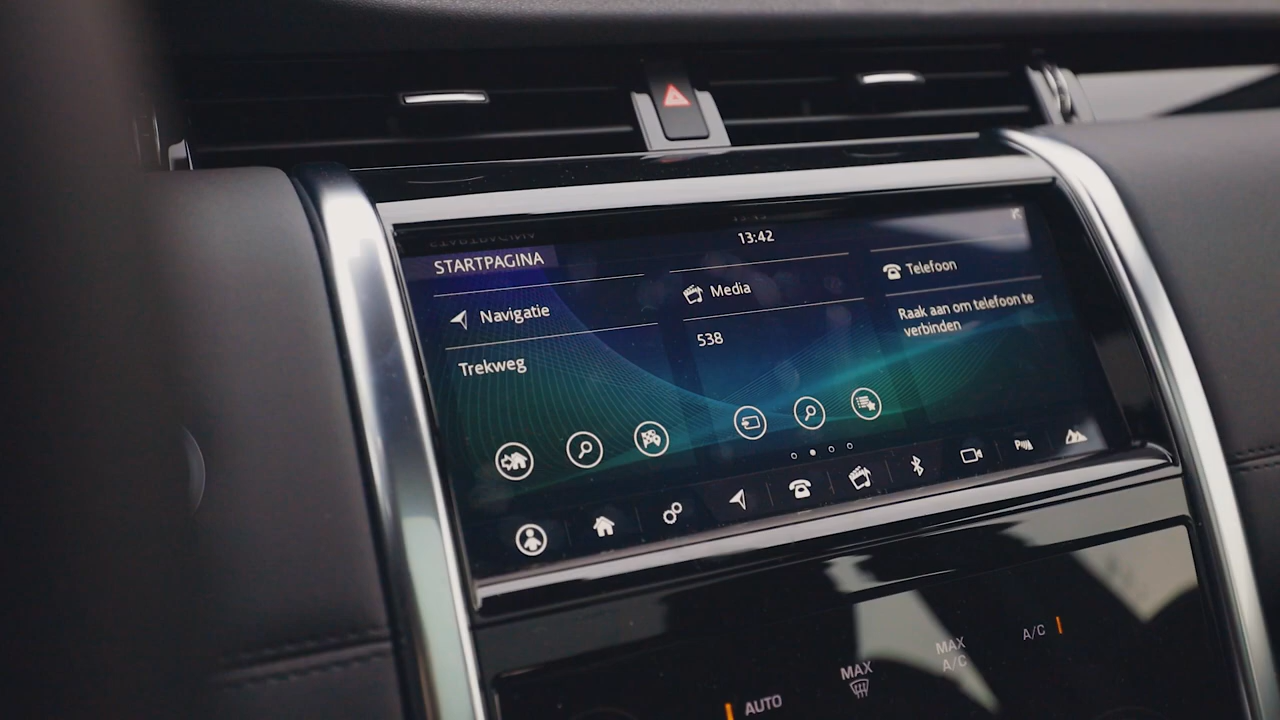 13:42
STARTPAGINA
Navigatie
Media
Telefoon
Trekweg
538
Raak aan om telefoon te
verbinden
AUTO
MAX
MAX
A/C
A/C